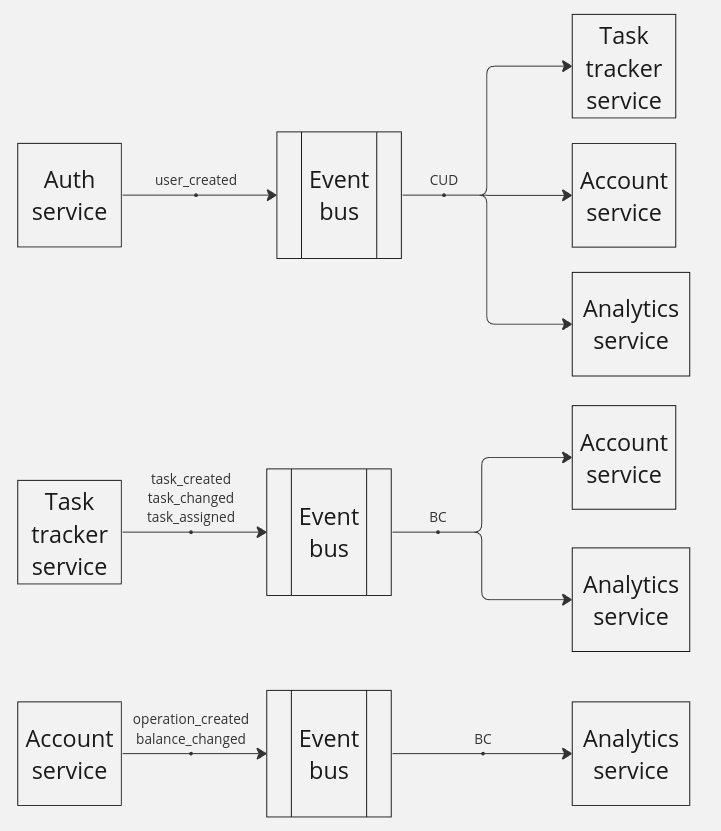 Task
tracker
service
Auth
service
user_created
Event
bus
CUD
Account
service
Analytics
service
Task
tracker
service
task_created
task_changed
task_assigned
Event
bus
BC
Account
service
Analytics
service
Account
service
operation_created
balance_changed
Event
bus
BC
Analytics
service